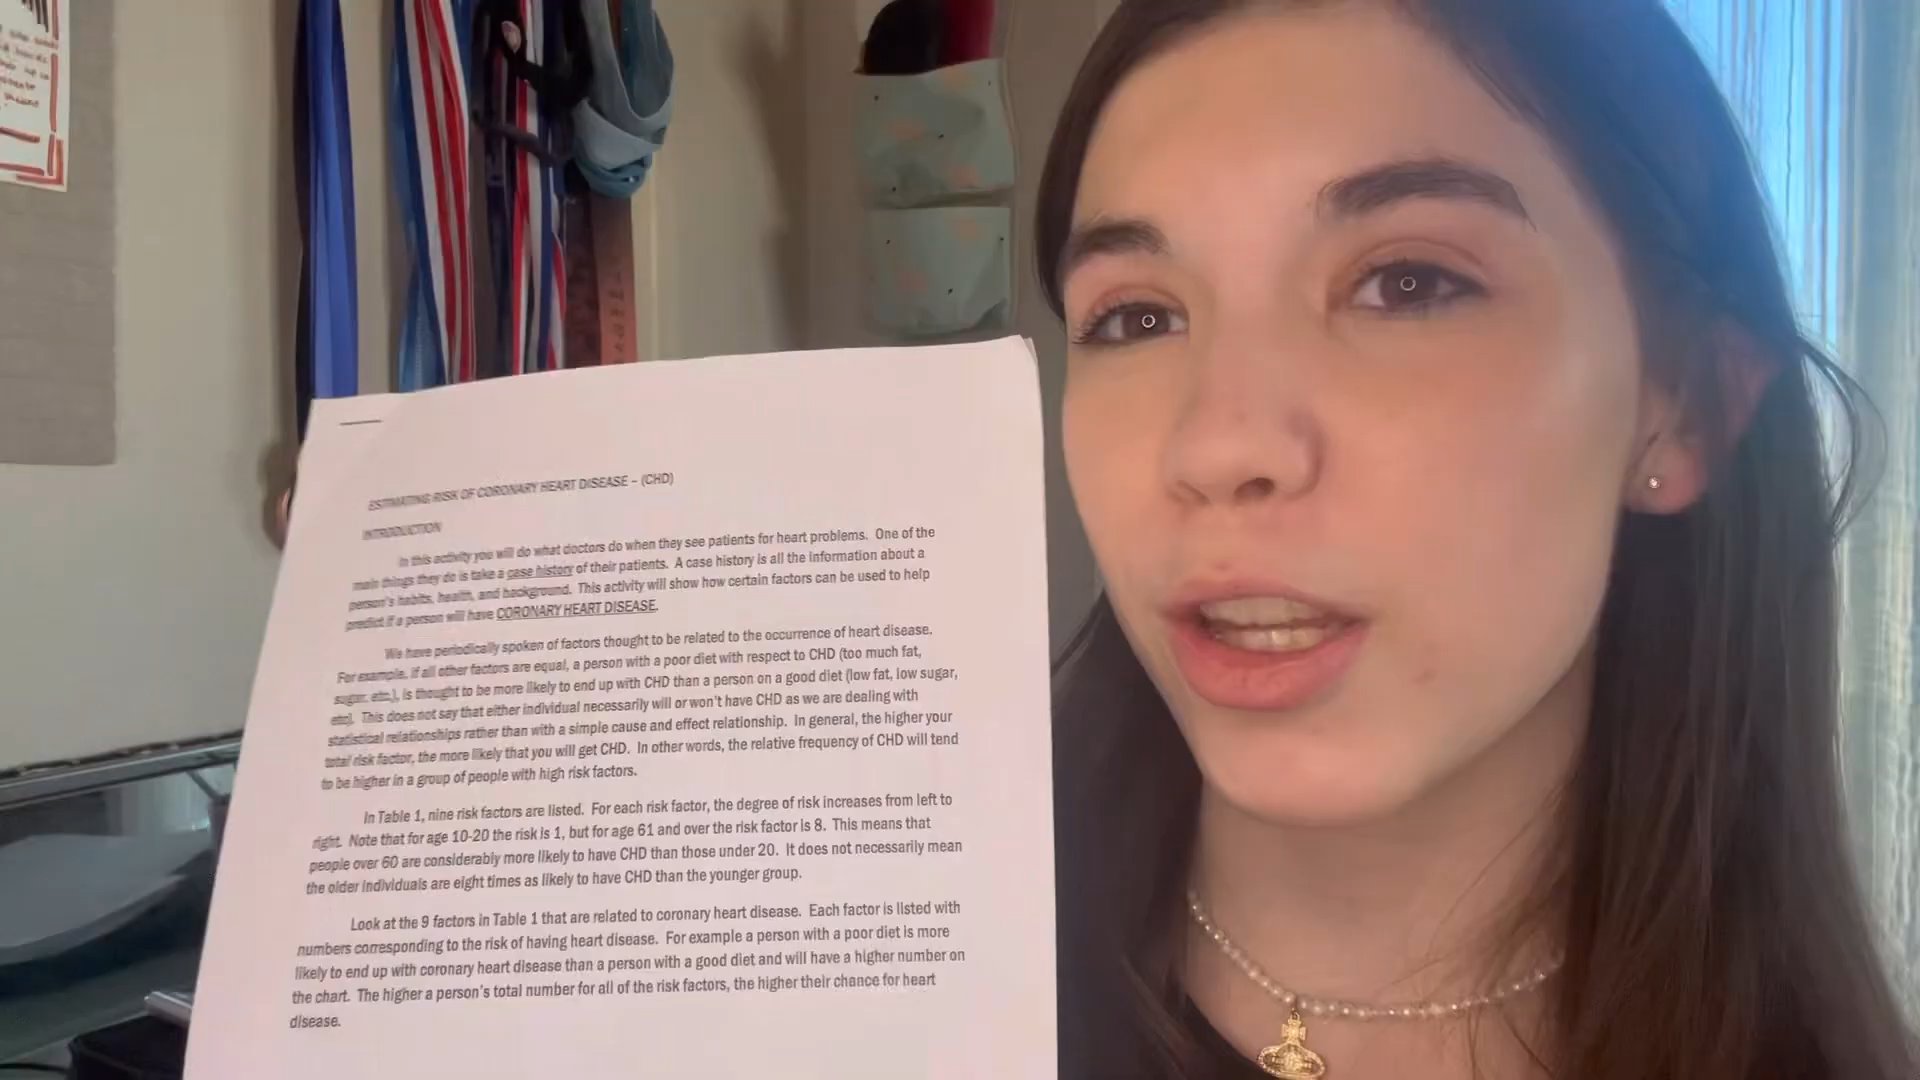 ESTIMATING RISK OF CORONARY HEART DISEASE – (CHD)
INTRODUCTION
In this activity you will do what doctors do when they see patients for heart problems. One of the
main things they do is take a case history of their patients. A case history is all the information about a
person's habits, health, and background. This activity will show how certain factors can be used to help
predict if a person will have CORONARY HEART DISEASE.
We have periodically spoken of factors thought to be related to the occurrence of heart disease.
For example, if all other factors are equal, a person with a poor diet with respect to CHD (too much fat,
sugar, etc.), is thought to be more likely to end up with CHD than a person on a good diet (low fat, low sugar,
etc). This does not say that either individual necessarily will or won't have CHD as we are dealing with
statistical relationships rather than with a simple cause and effect relationship. In general, the higher your
total risk factor, the more likely that you will get CHD. In other words, the relative frequency of CHD will tend
to be higher in a group of people with high risk factors.
In Table 1, nine risk factors are listed. For each risk factor, the degree of risk increases from left to
right. Note that for age 10-20 the risk is 1, but for age 61 and over the risk factor is 8. This means that
people over 60 are considerably more likely to have CHD than those under 20. It does not necessarily mean
the older individuals are eight times as likely to have CHD than the younger group.
Look at the 9 factors in Table 1 that are related to coronary heart disease. Each factor is listed with
numbers corresponding to the risk of having heart disease. For example a person with a poor diet is more
likely to end up with coronary heart disease than a person with a good diet and will have a higher number on
the chart. The higher a person's total number for all of the risk factors, the higher their chance for heart
disease.